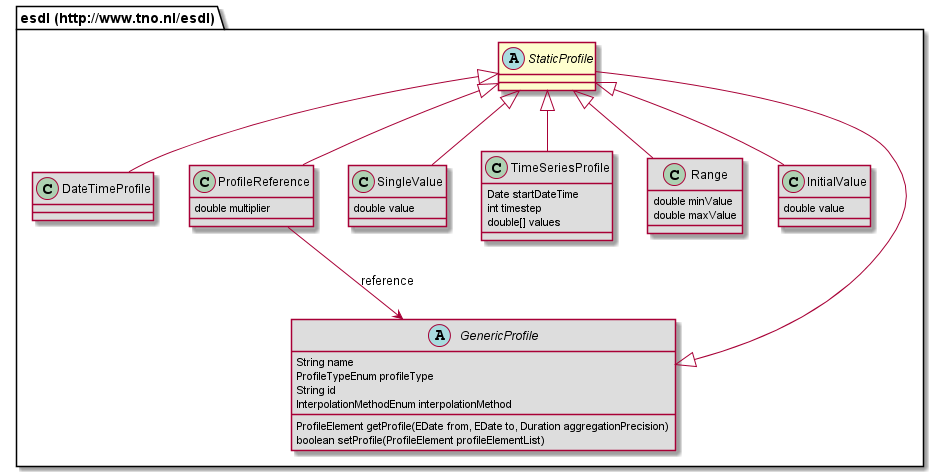 esdl (http://www.tno.nl/esdl)
A StaticProfile
C DateTimeProfile
C ProfileReference
double multiplier
C SingleValue
double value
C TimeSeriesProfile
Date startDateTime
int timestep
double[] values
C Range
double minValue
double maxValue
C InitialValue
double value
reference
A GenericProfile
String name
ProfileTypeEnum profileType
String id
InterpolationMethodEnum interpolationMethod
ProfileElement getProfile(EDate from, EDate to, Duration aggregationPrecision)
boolean setProfile(ProfileElement profileElementList)